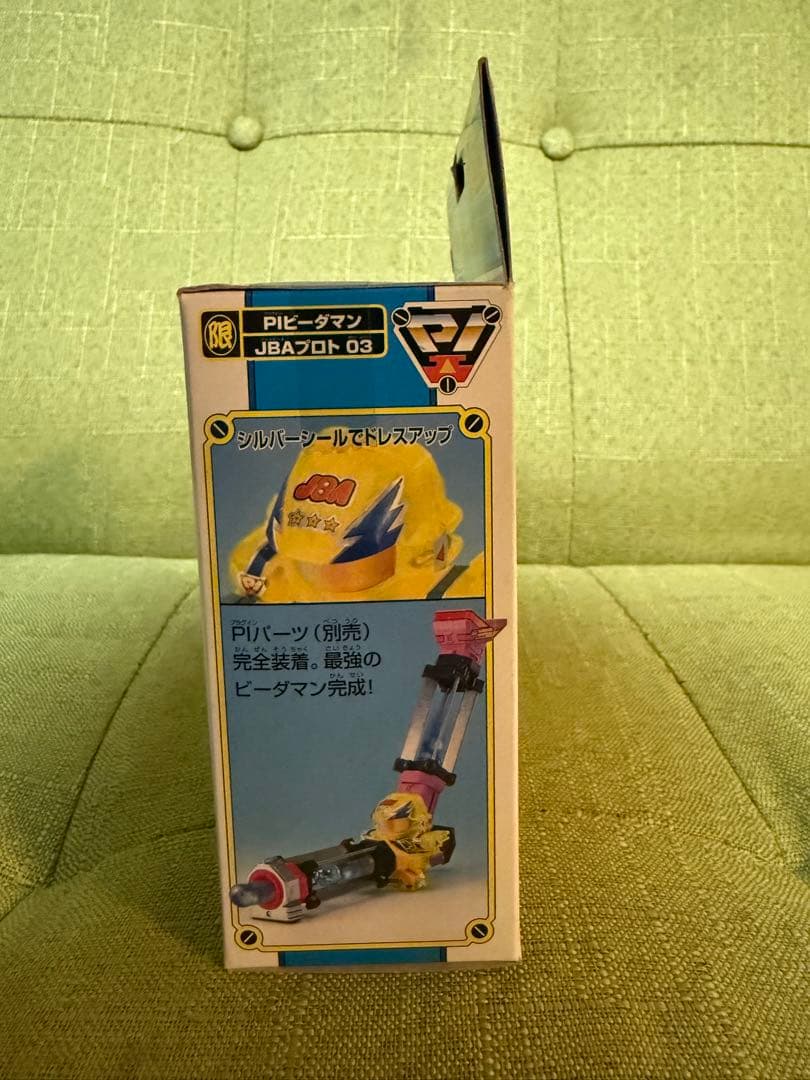 限
PIビーダマン
JBAプロト 03
PI
シルバーシールでドレスアップ
JBA
PIパーツ(別売)
完全装着。最強の
ビーダマン完成!